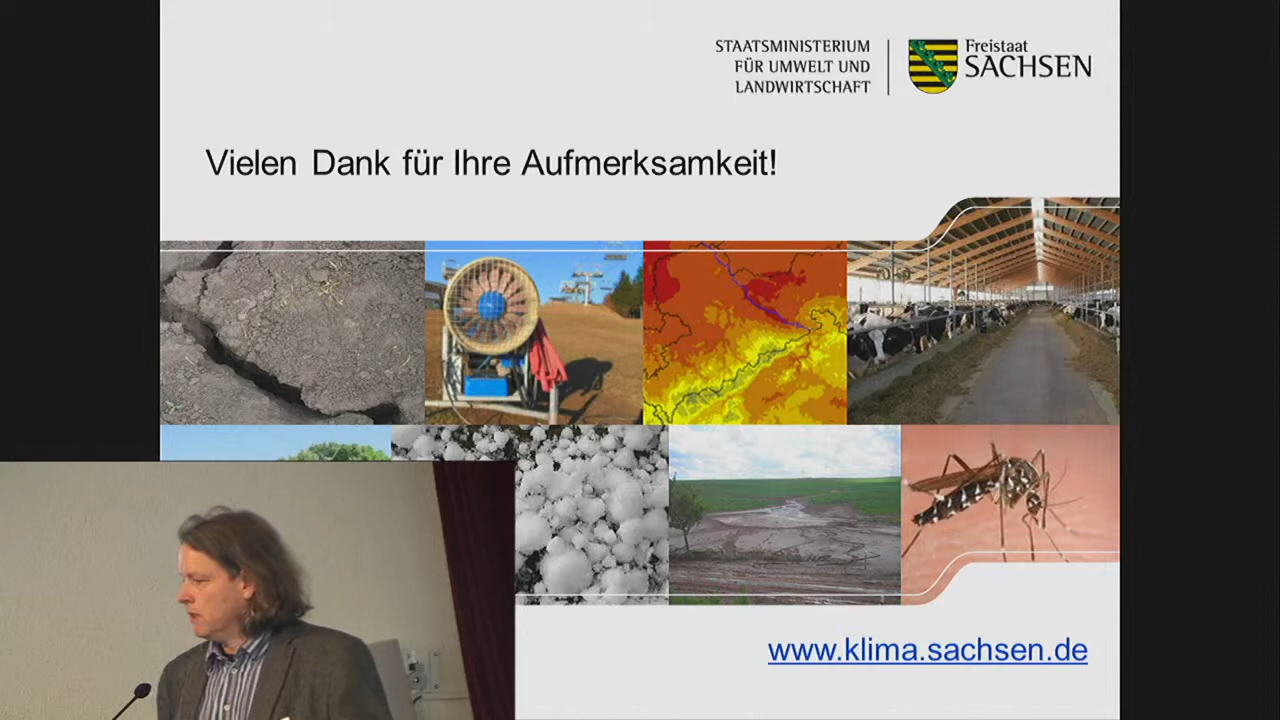 STAATSMINISTERIUM
FÜR UMWELT UND
LANDWIRTSCHAFT
Freistaat
SACHSEN
Vielen Dank für Ihre Aufmerksamkeit!
www.klima.sachsen.de